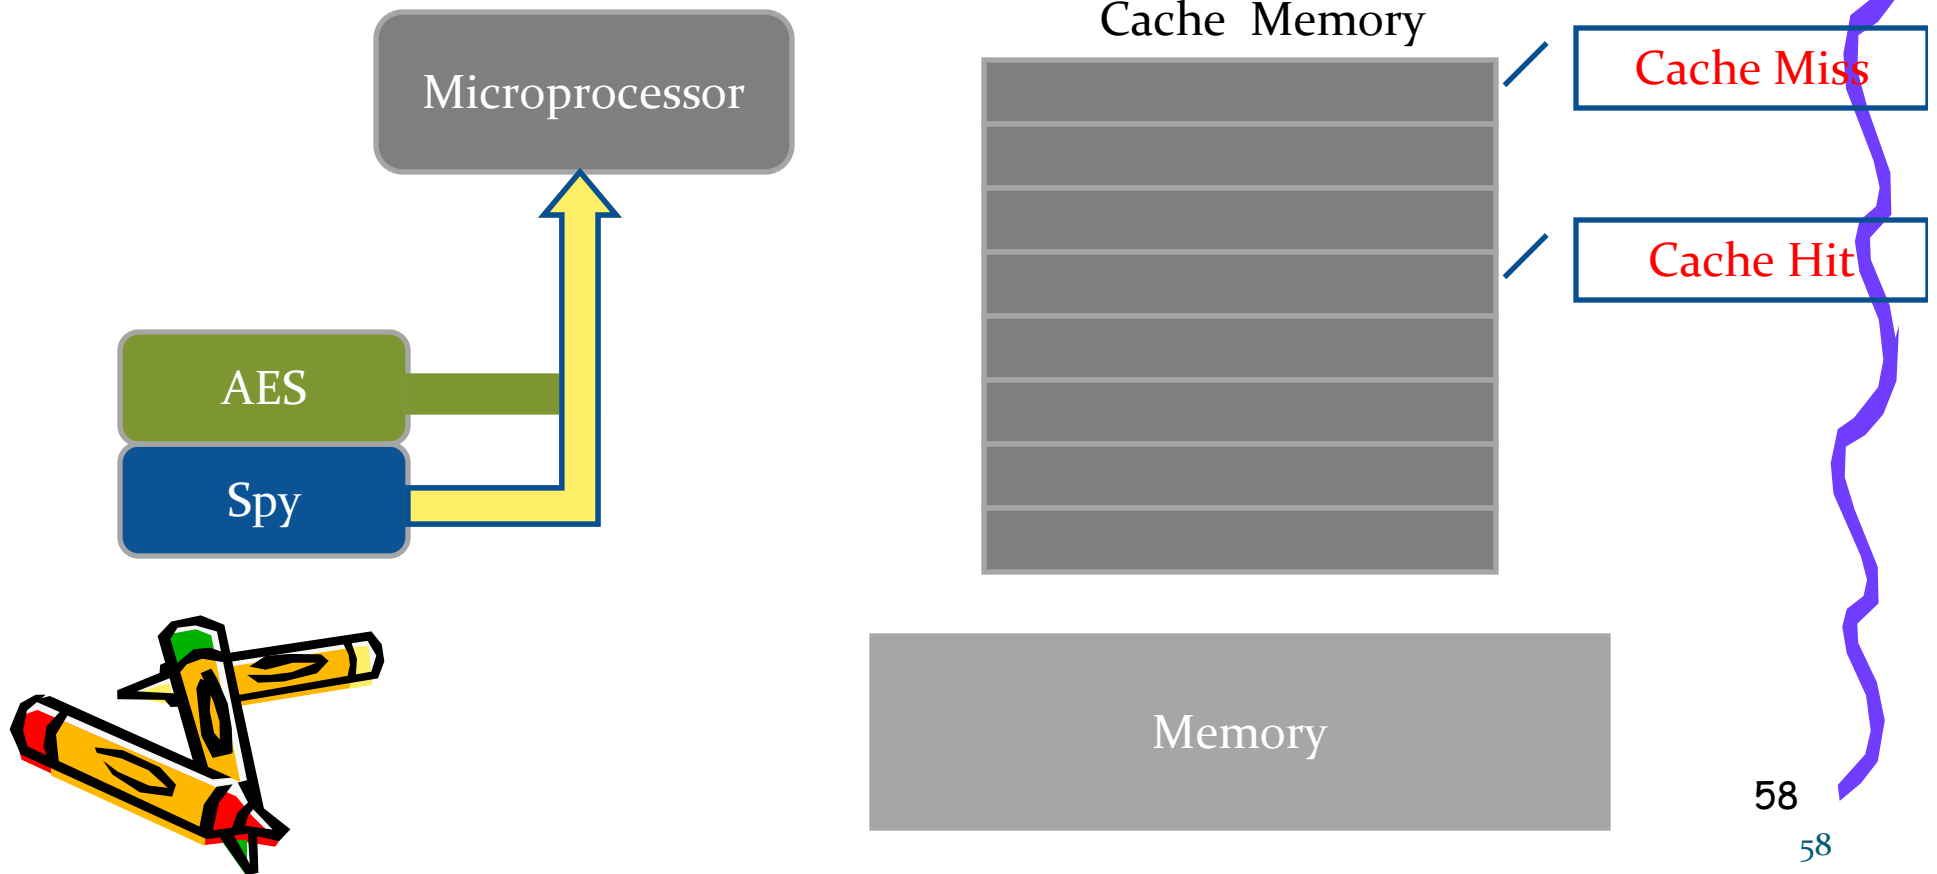 Cache Memory
Microprocessor
Cache Miss
Cache Hit
AES
Spy
Memory
58
58